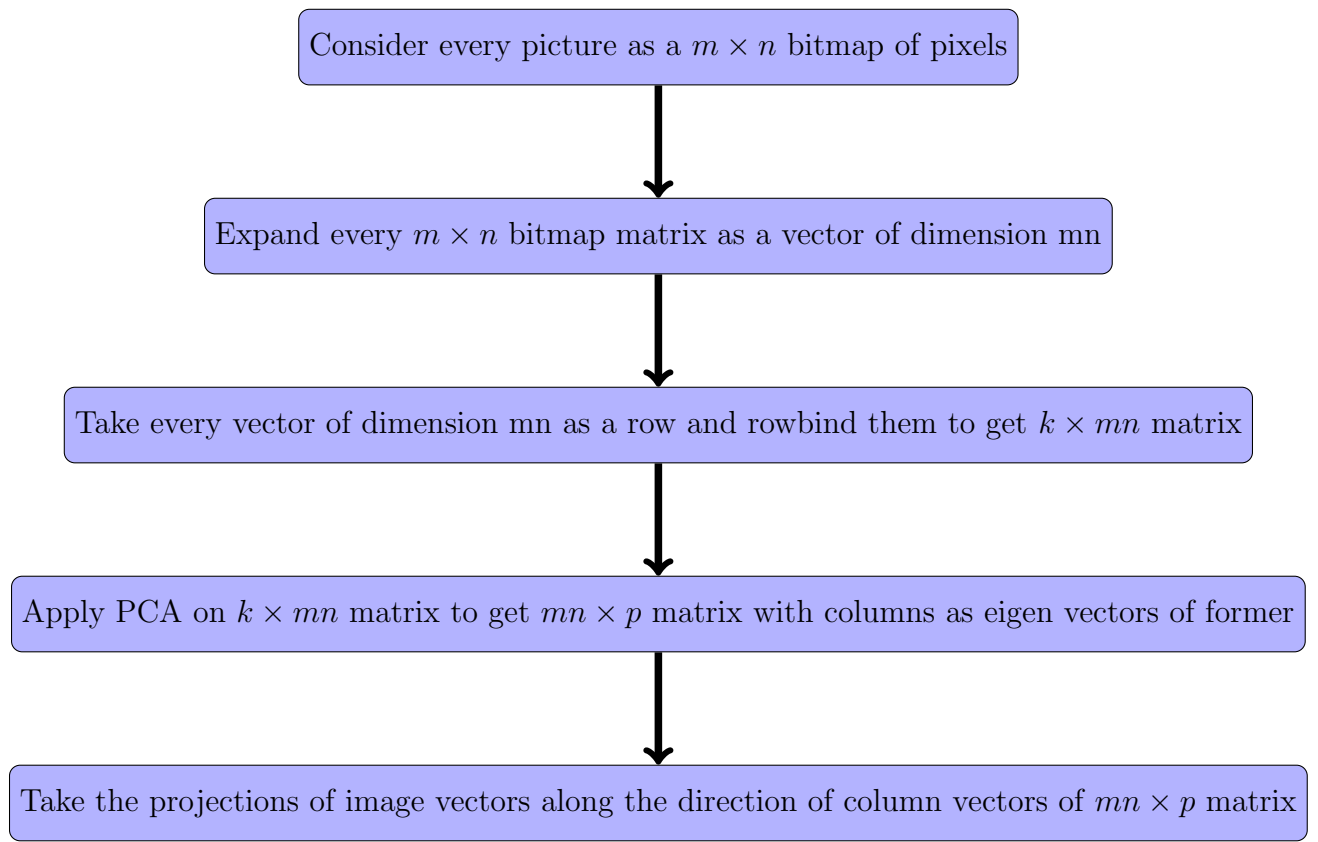 Consider every picture as a m × n bitmap of pixels
Expand every m × n bitmap matrix as a vector of dimension mn
Take every vector of dimension mn as a row and rowbind them to get k × mn matrix
Apply PCA on k × mn matrix to get mn × p matrix with columns as eigen vectors of former
Take the projections of image vectors along the direction of column vectors of mn × p matrix